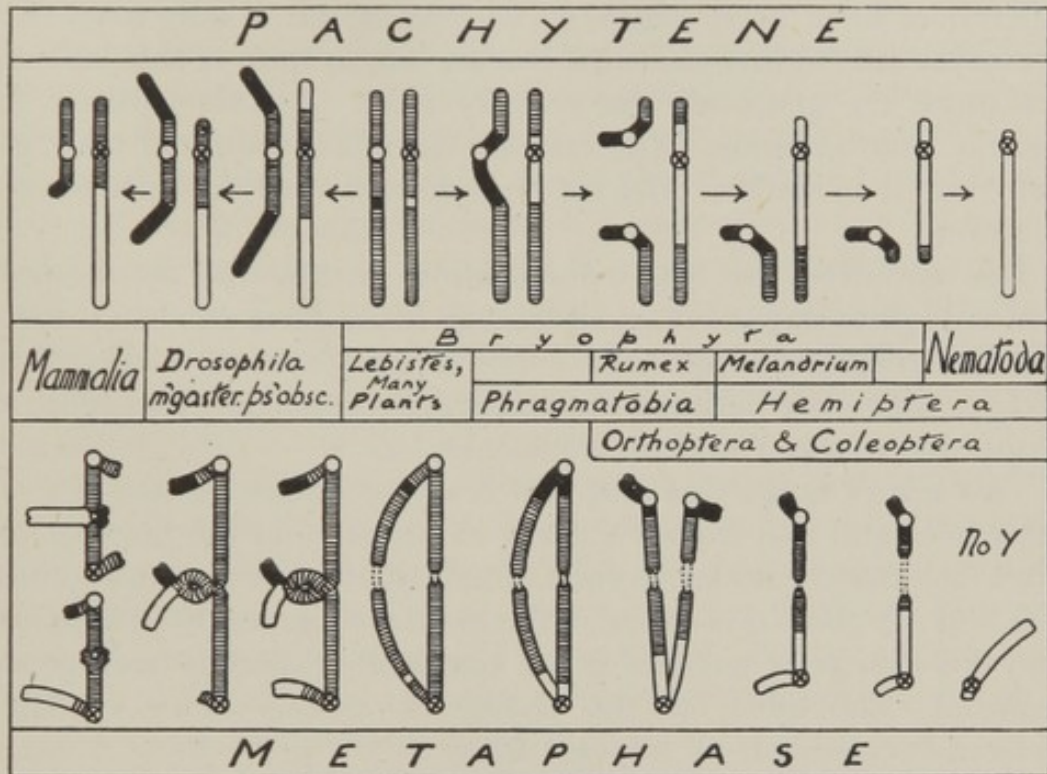 PACHYTENE
Bryophyta
Mammalia
Drosophila
m'gaster. ps'obsc.
Lebistes,
Many
Plants
Rumex
Melandrium
Nematoda
Phragmatobia
Hemiptera
Orthoptera & Coleoptera
No Y
METAPHASE